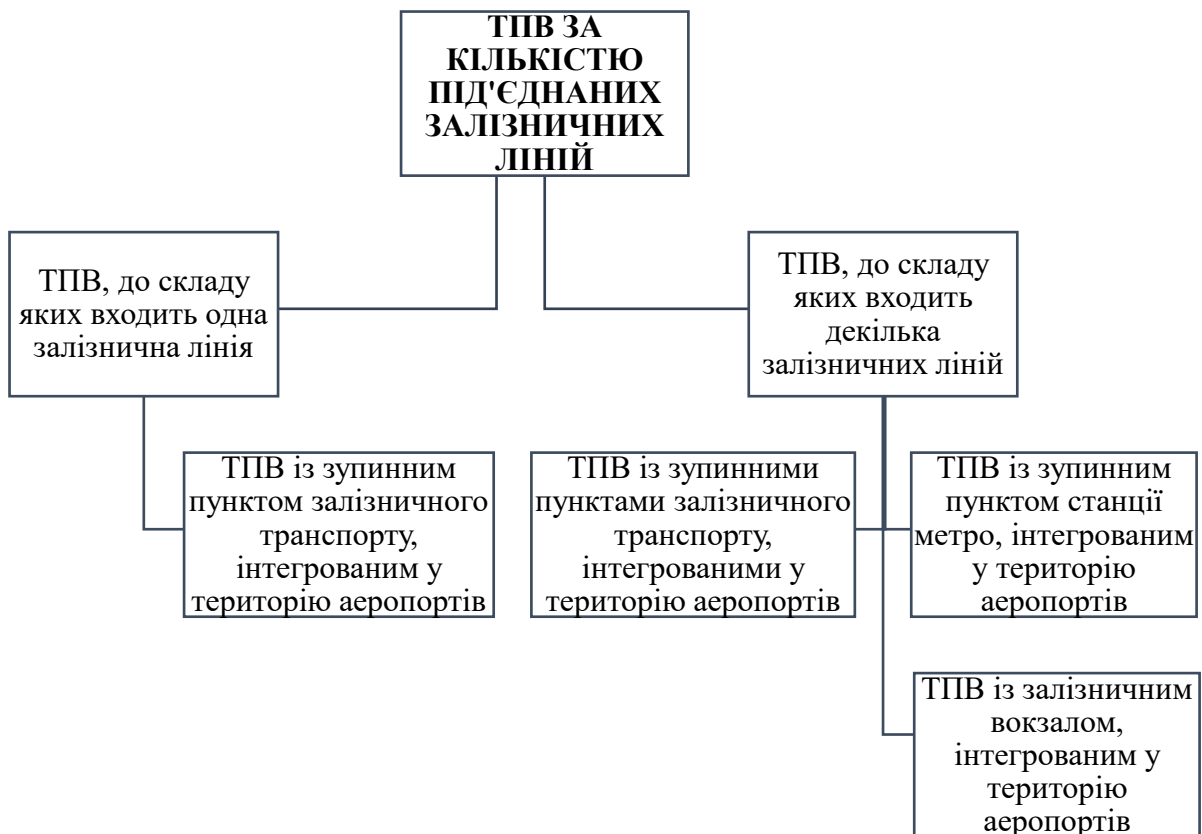 ТПВ ЗА
КІЛЬКІСТЮ
ПІД'ЄДНАНИХ
ЗАЛІЗНИЧНИХ
ЛІНІЙ
ТПВ, до складу
яких входить одна
залізнична лінія
ТПВ, до складу
яких входить
декілька
залізничних ліній
ТПВ із зупинним
пунктом залізничного
транспорту,
інтегрованим у
територію аеропортів
ТПВ із зупинними
пунктами залізничного
транспорту,
інтегрованими у
територію аеропортів
ТПВ із зупинним
пунктом станції
метро, інтегрованим
у територію
аеропортів
ТПВ із залізничним
вокзалом,
інтегрованим у
територію
аеропортів